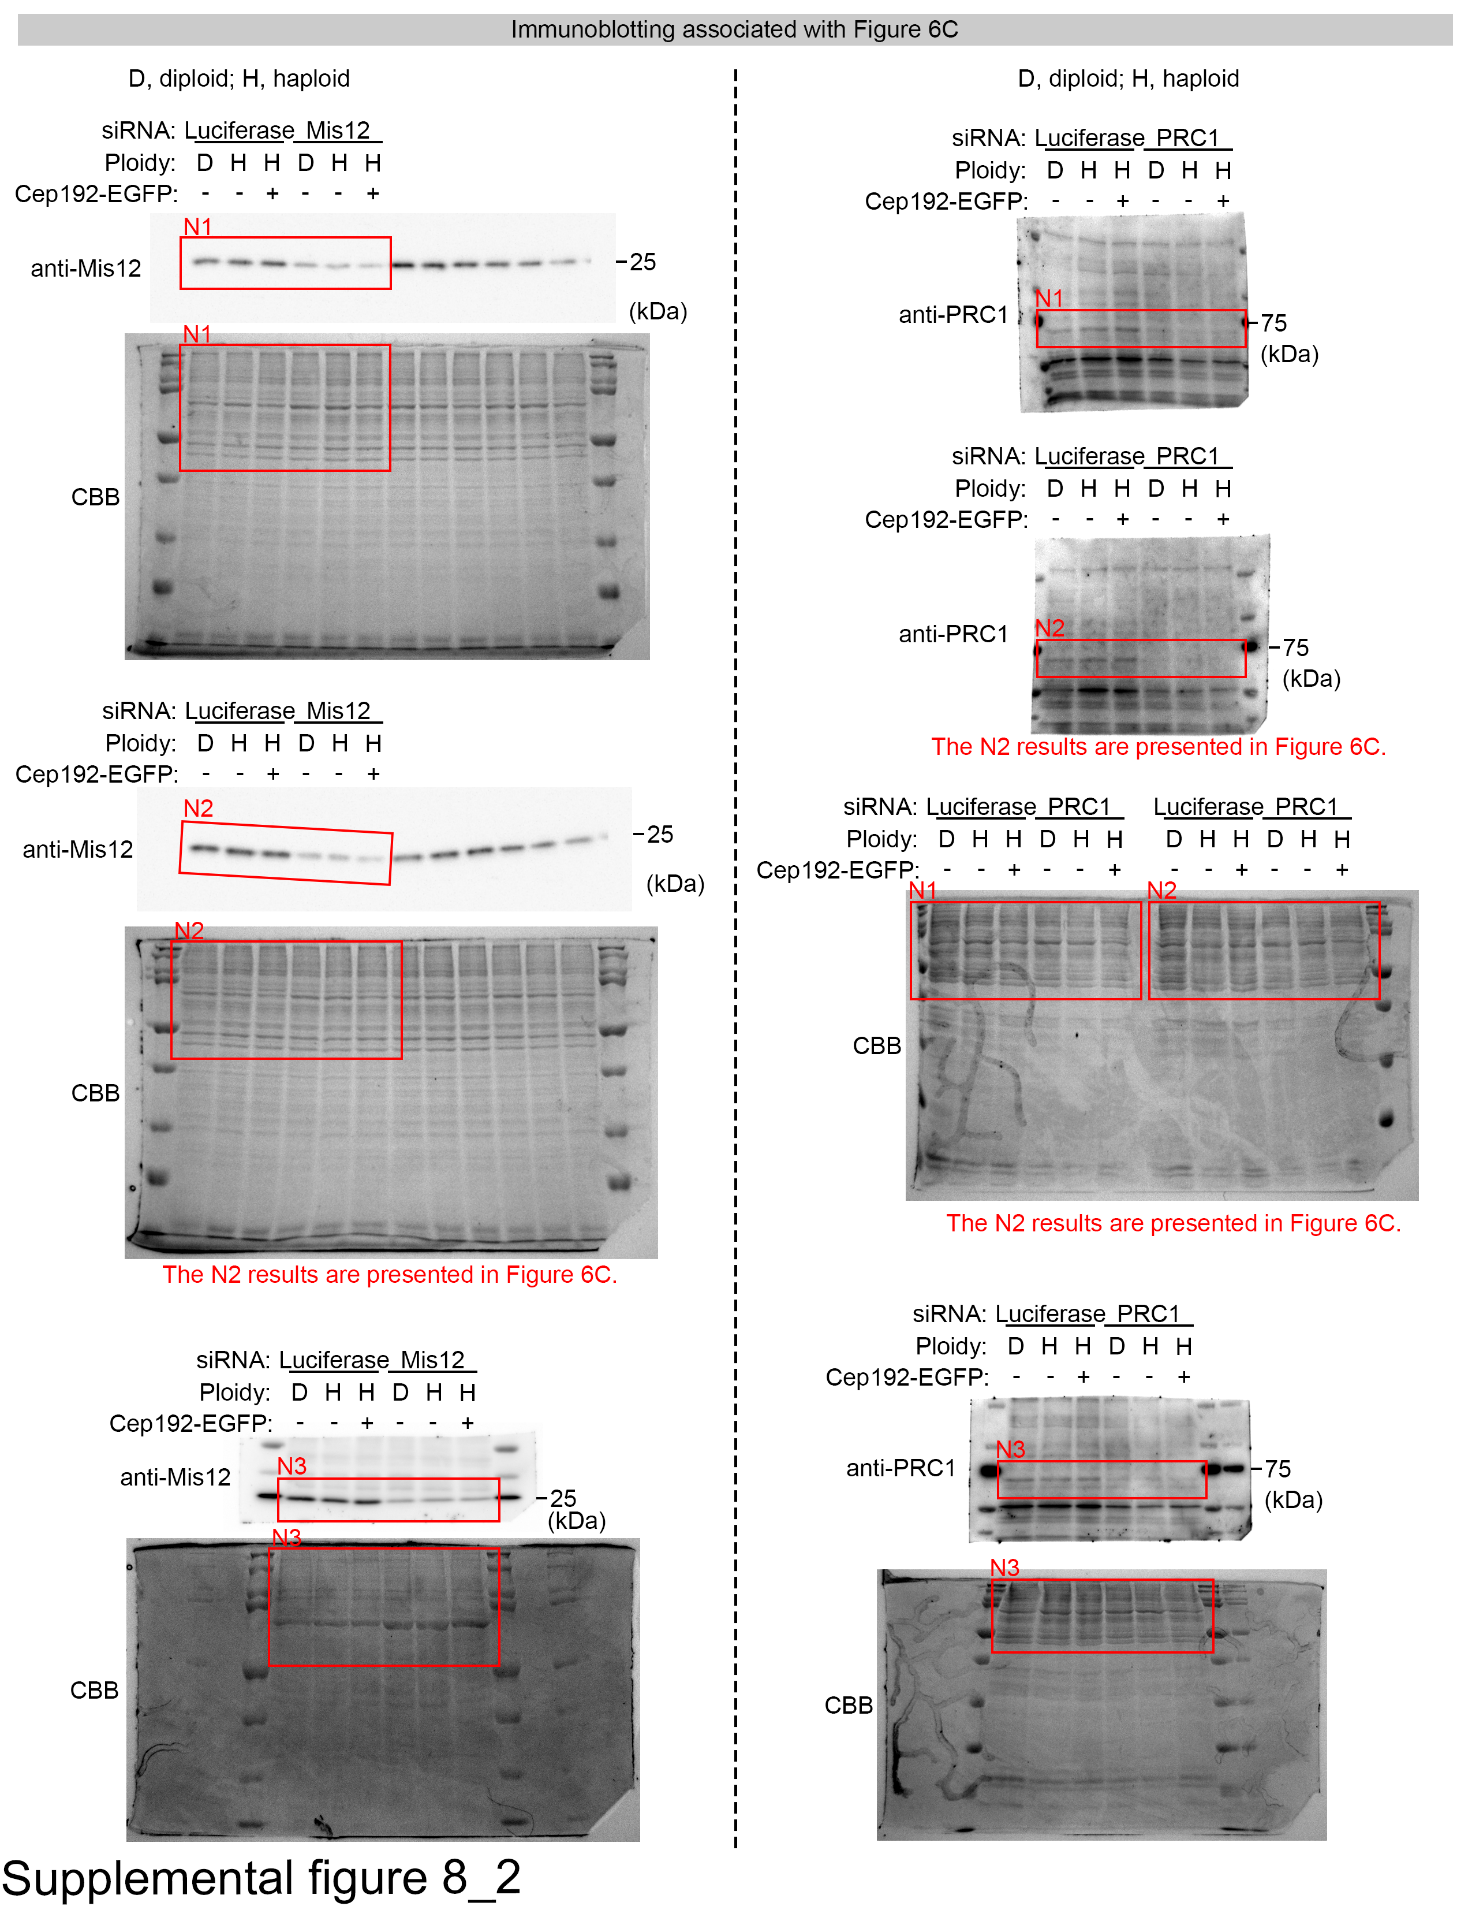 Immunoblotting associated with Figure 6C
D, diploid; H, haploid
siRNA: Luciferase Mis12
Ploidy: D H H D H H
Cep192-EGFP: - - + - - +
N1
anti-Mis12
-25
(kDa)
N1
CBB
siRNA: Luciferase Mis12
Ploidy: D H H D H H
Cep192-EGFP: - - + - - +
N2
anti-Mis12
-25
(kDa)
N2
CBB
The N2 results are presented in Figure 6C.
siRNA: Luciferase Mis12
Ploidy: D H H D H H
Cep192-EGFP: - - + - - +
N3
anti-Mis12
-25
(kDa)
N3
CBB
D, diploid; H, haploid
siRNA: Luciferase PRC1
Ploidy: D H H D H H
Cep192-EGFP: - - + - - +
N1
anti-PRC1
-75
(kDa)
siRNA: Luciferase PRC1
Ploidy: D H H D H H
Cep192-EGFP: - - + - - +
N2
anti-PRC1
-75
(kDa)
The N2 results are presented in Figure 6C.
siRNA: Luciferase PRC1 Luciferase PRC1
Ploidy: D H H D H H D H H D H H
Cep192-EGFP: - - + - - + - - + - - +
N1 N2
CBB
The N2 results are presented in Figure 6C.
siRNA: Luciferase PRC1
Ploidy: D H H D H H
Cep192-EGFP: - - + - - +
N3
anti-PRC1
-75
(kDa)
N3
CBB
Supplemental figure 8_2